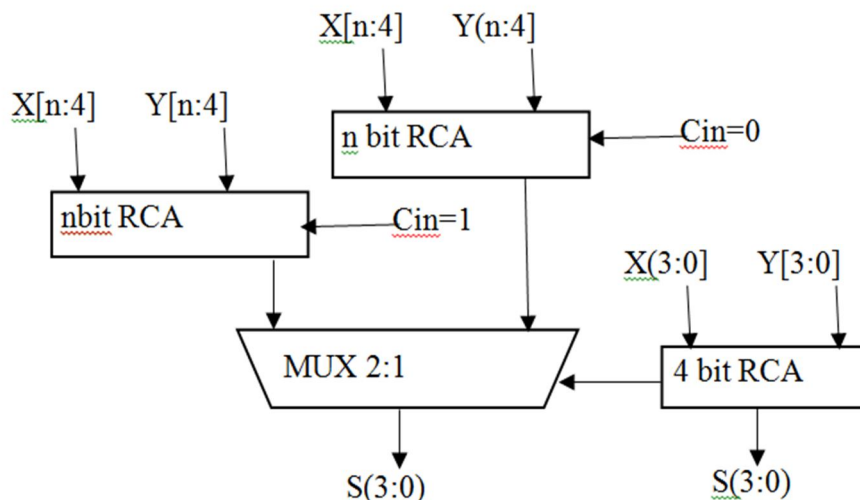 X[n:4] Y(n:4]
X[n:4] Y[n:4]
n bit RCA
Cin=0
nbit RCA
Cin=1
X(3:0] Y[3:0]
MUX 2:1
4 bit RCA
S(3:0)
S(3:0)